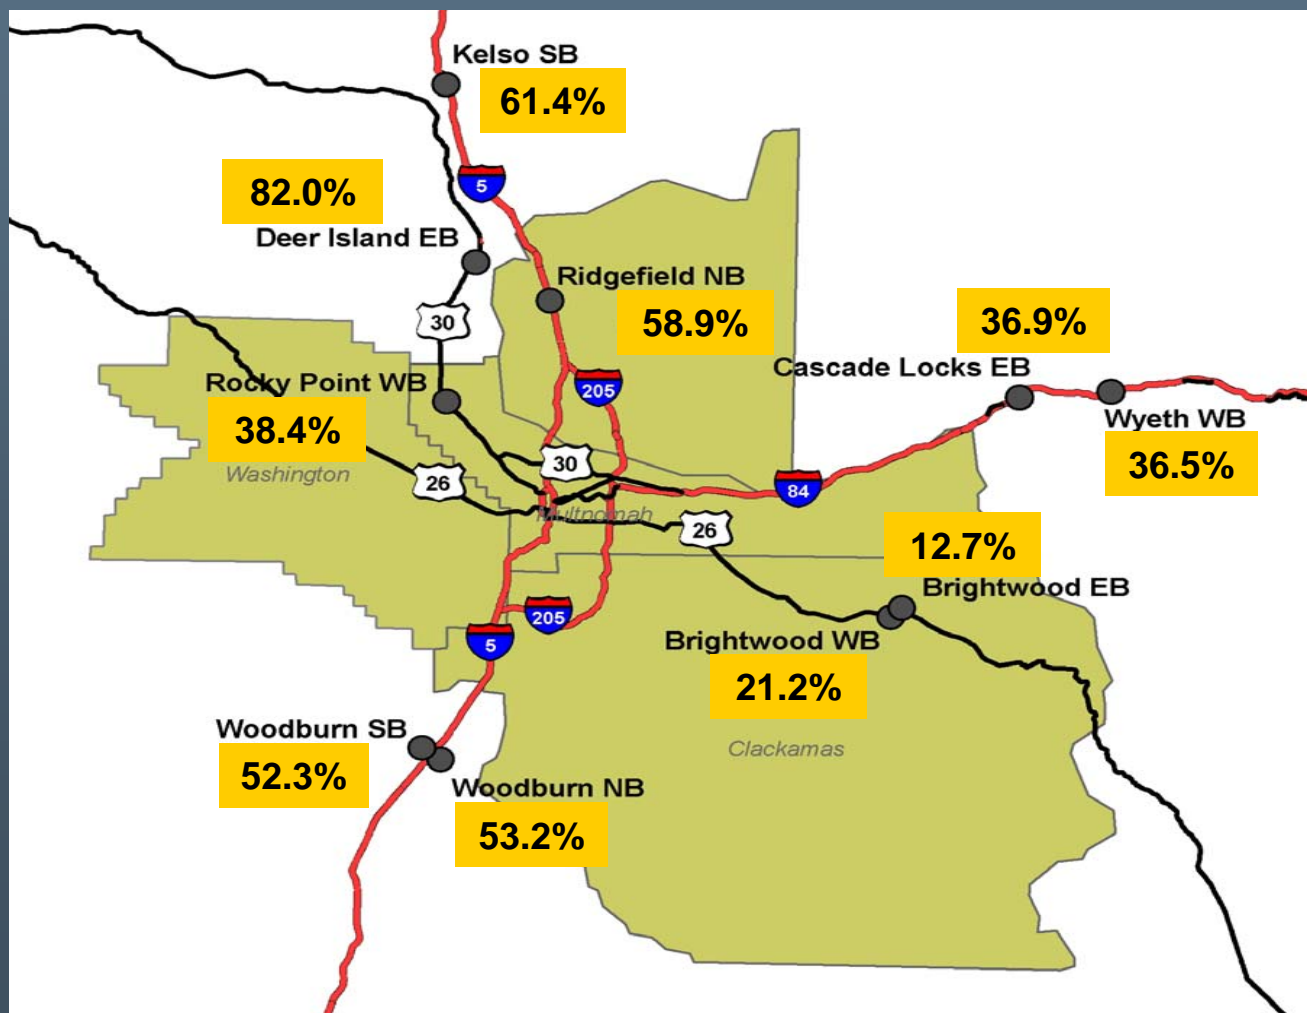 Kelso SB
61.4%
5
82.0%
Deer Island EB
Ridgefield NB
58.9%
30
36.9%
Cascade Locks EB
Rocky Point WB
205
38.4%
Wyeth WB
36.5%
Washington
26
30
84
Multnomah
26
12.7%
Brightwood EB
205
5
Brightwood WB
21.2%
Woodburn SB
52.3%
Clackamas
Woodburn NB
53.2%